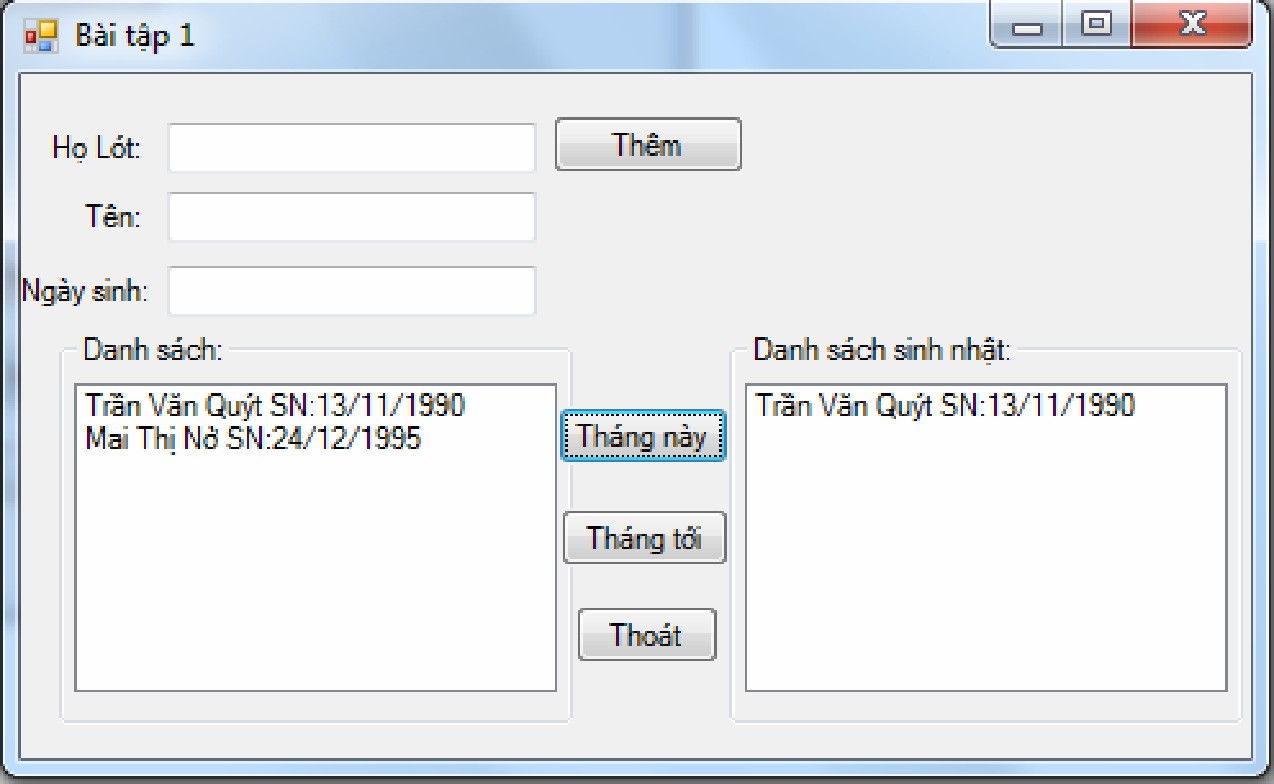 Bài tập 1
Họ Lót:
Thêm
Tên:
Ngày sinh:
Danh sách:
Trần Văn Quýt SN:13/11/1990
Mai Thị Nở SN:24/12/1995
Tháng này
Tháng tới
Thoát
Danh sách sinh nhật:
Trần Văn Quýt SN:13/11/1990